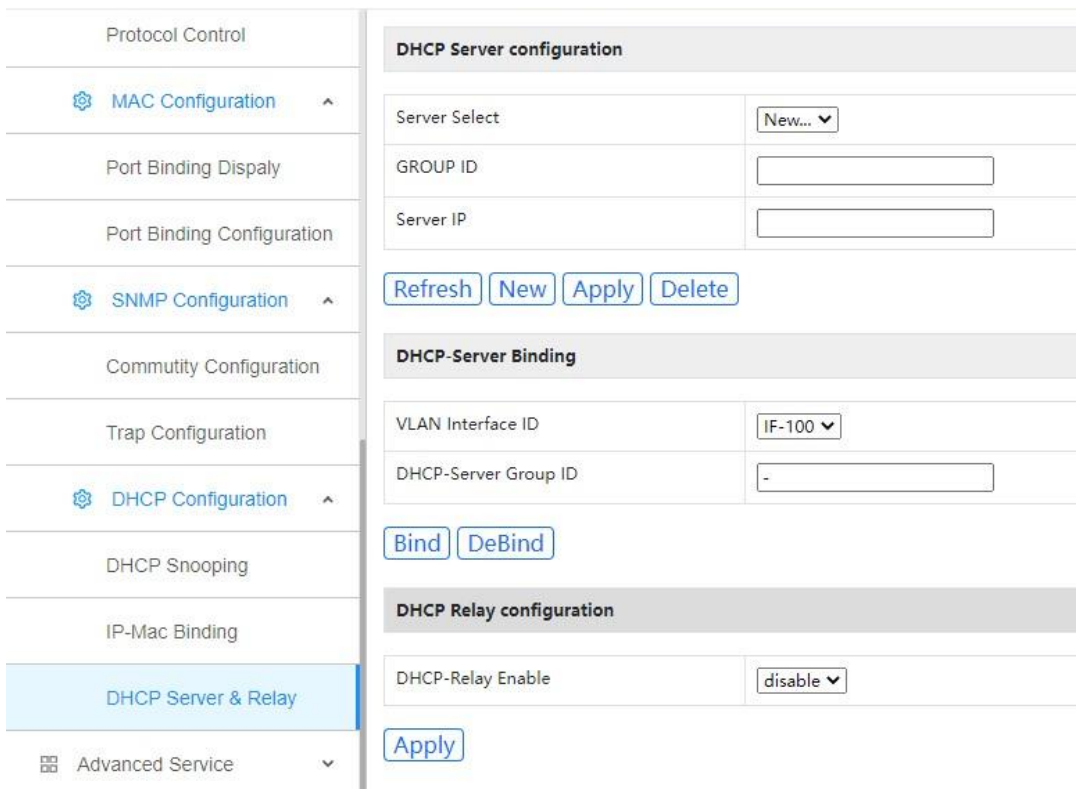 Protocol Control
MAC Configuration
Port Binding Dispaly
Port Binding Configuration
SNMP Configuration
Commutity Configuration
Trap Configuration
DHCP Configuration
DHCP Snooping
IP-Mac Binding
DHCP Server & Relay
Advanced Service
DHCP Server configuration
Server Select New...
GROUP ID
Server IP
Refresh New Apply Delete
DHCP-Server Binding
VLAN Interface ID IF-100
DHCP-Server Group ID -
Bind DeBind
DHCP Relay configuration
DHCP-Relay Enable disable
Apply